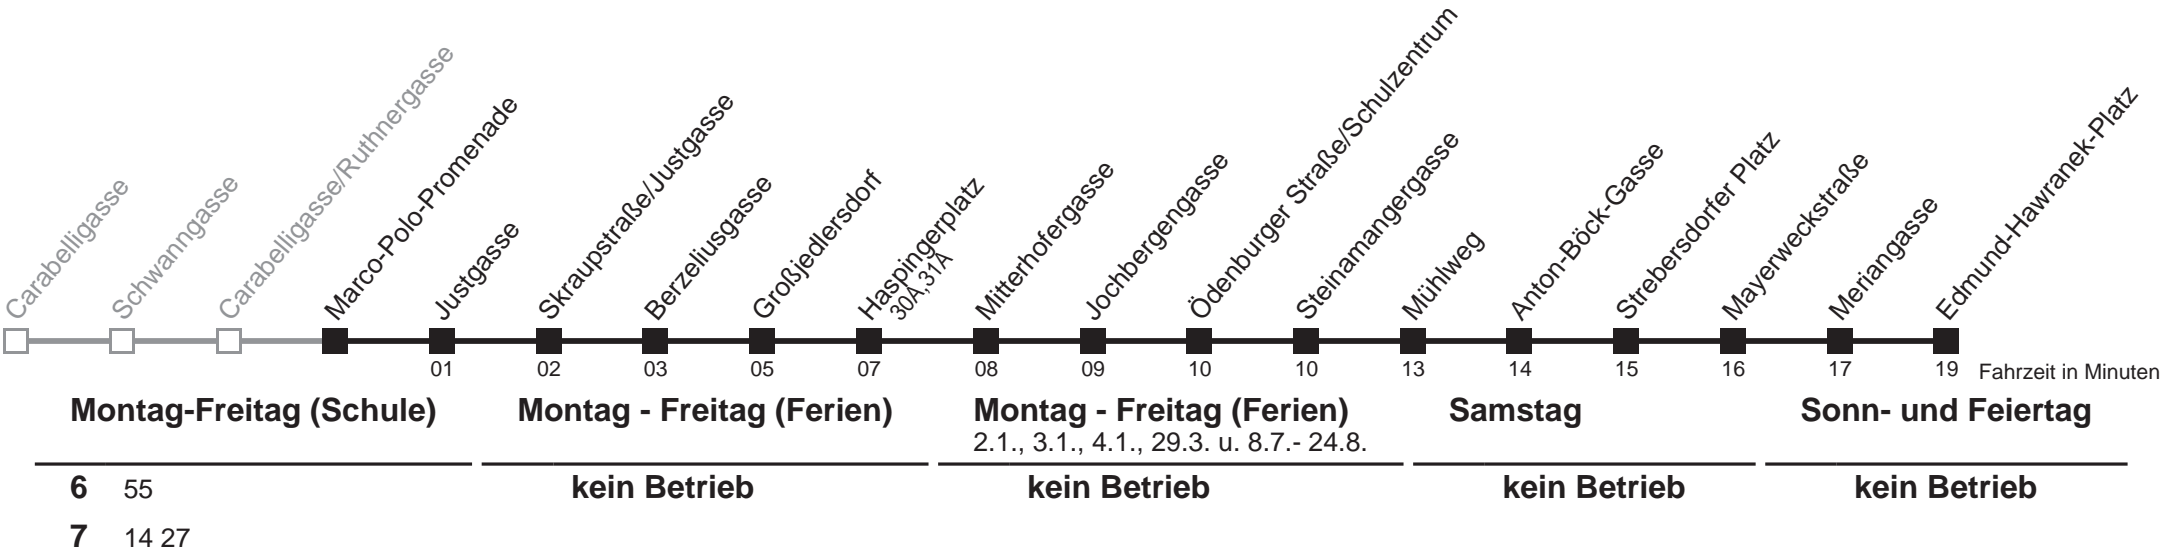 Carabelligasse
Schwanngasse
Carabelligasse/Ruthnergasse
Marco-Polo-Promenade
Justgasse
Skraupstraße/Justgasse
Berzeliusgasse
Großjedlersdorf
Haspingerplatz
30A,31A
Mitterhofergasse
Jochbergengasse
Ödenburger Straße/Schulzentrum
Steinamangergasse
Mühlweg
Anton-Böck-Gasse
Strebersdorfer Platz
Mayerweckstraße
Meriangasse
Edmund-Hawranek-Platz
01 02 03 05 07 08 09 10 10 13 14 15 16 17 19 Fahrzeit in Minuten
Montag-Freitag (Schule) Montag - Freitag (Ferien) Montag - Freitag (Ferien) Samstag Sonn- und Feiertag
2.1., 3.1., 4.1., 29.3. u. 8.7.- 24.8.
6 55 kein Betrieb kein Betrieb kein Betrieb kein Betrieb
7 14 27